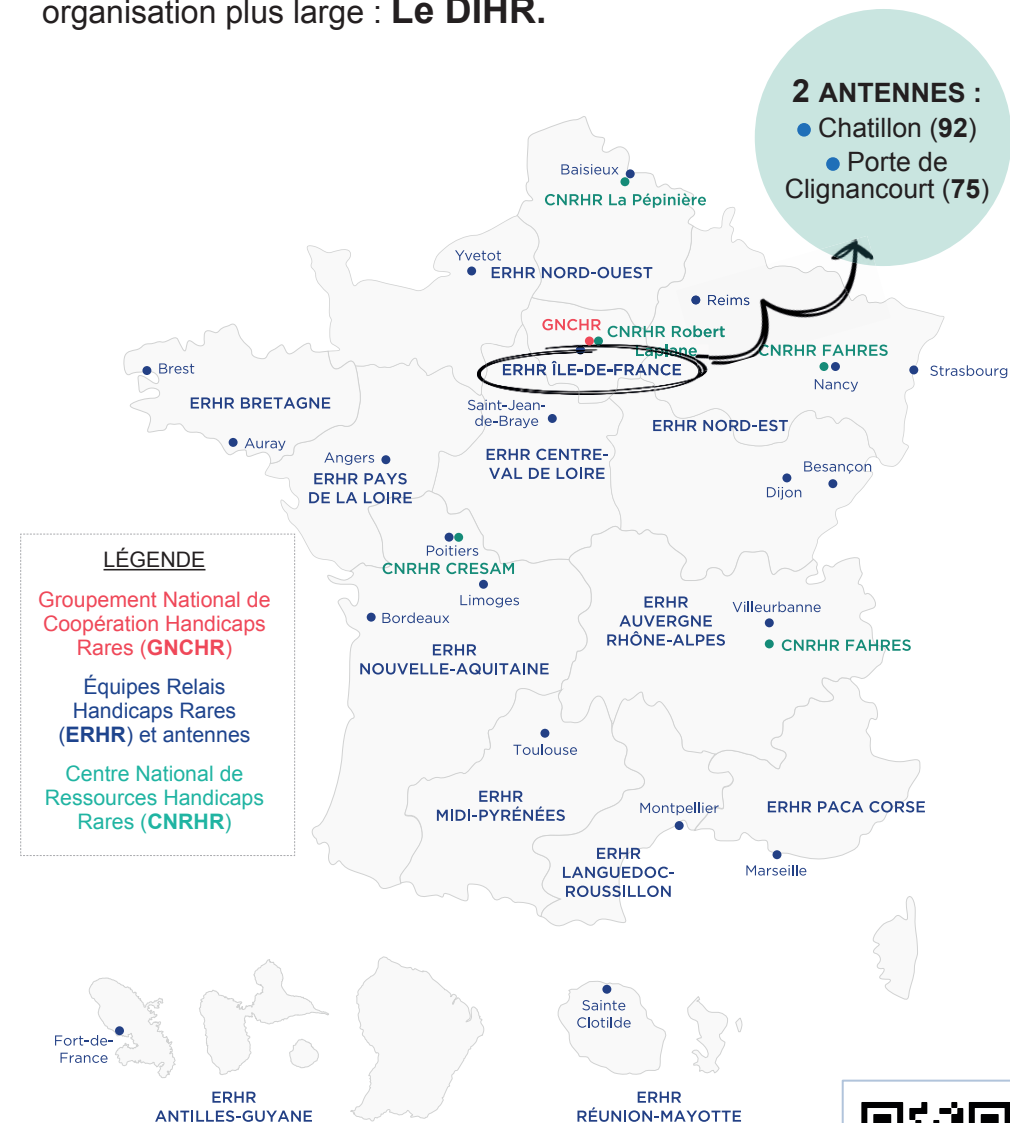 organisation plus large : Le DIHR.
2 ANTENNES :
Chatillon (92)
Porte de
Clignancourt (75)
Baisieux
CNRHR La Pépinière
Yvetot
ERHR NORD-OUEST
Reims
GNCHR
CNRHR Robert
Laplane
ERHR ÎLE-DE-FRANCE
CNRHR FAHRES
Nancy
Strasbourg
Brest
ERHR BRETAGNE
Auray
Saint-Jean-
de-Braye
ERHR NORD-EST
Angers
ERHR PAYS
DE LA LOIRE
ERHR CENTRE-
VAL DE LOIRE
Besançon
Dijon
Poitiers
CNRHR CRESAM
Limoges
Bordeaux
ERHR
NOUVELLE-AQUITAINE
ERHR
AUVERGNE
RHÔNE-ALPES
Villeurbanne
CNRHR FAHRES
LÉGENDE
Groupement National de
Coopération Handicaps
Rares (GNCHR)
Équipes Relais
Handicaps Rares
(ERHR) et antennes
Centre National de
Ressources Handicaps
Rares (CNRHR)
Toulouse
ERHR
MIDI-PYRÉNÉES
Montpellier
ERHR PACA CORSE
Marseille
ERHR
LANGUEDOC-
ROUSSILLON
Fort-de-
France
ERHR
ANTILLES-GUYANE
Sainte
Clotilde
ERHR
RÉUNION-MAYOTTE